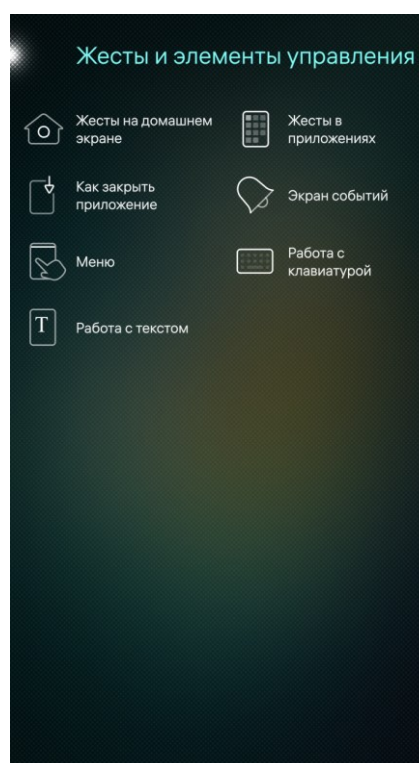 Жесты и элементы управления
Жесты на домашнем
экране
Жесты в
приложениях
Как закрыть
приложение
Экран событий
Меню
Работа с
клавиатурой
T
Работа с текстом